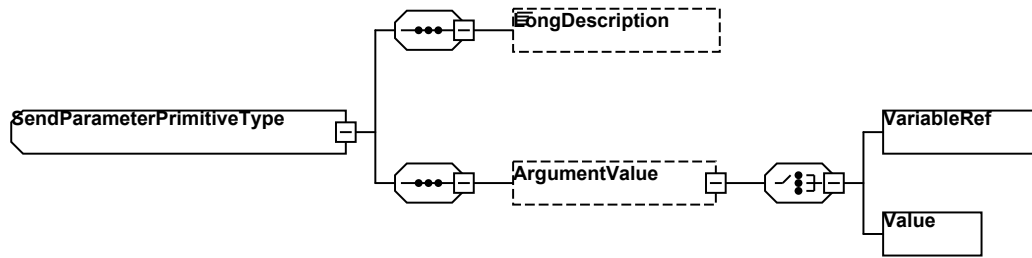 LongDescription
SendParameterPrimitiveType
VariableRef
ArgumentValue
Value